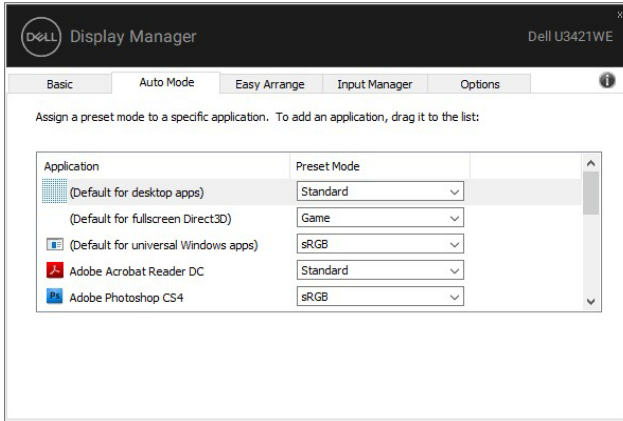 DELL Display Manager Dell U3421WE
Basic Auto Mode Easy Arrange Input Manager Options
Assign a preset mode to a specific application. To add an application, drag it to the list:
Application Preset Mode
(Default for desktop apps) Standard
(Default for fullscreen Direct3D) Game
(Default for universal Windows apps) sRGB
Adobe Acrobat Reader DC Standard
Ps Adobe Photoshop CS4 sRGB